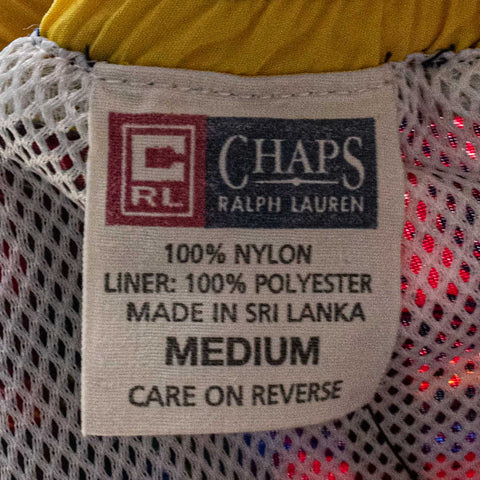 C
RL
CHAPS
RALPH LAUREN
100% NYLON
LINER: 100% POLYESTER
MADE IN SRI LANKA
MEDIUM
CARE ON REVERSE